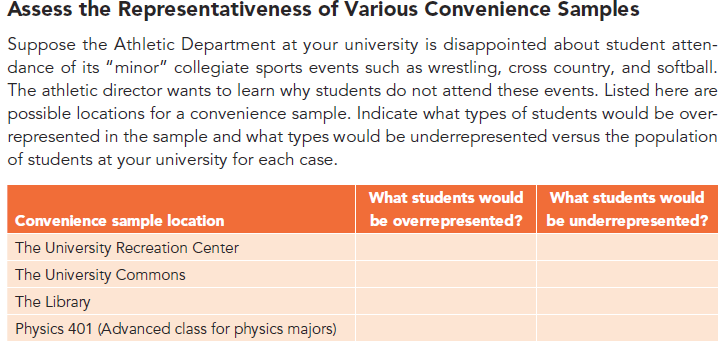 Assess the Representativeness of Various Convenience Samples
Suppose the Athletic Department at your university is disappointed about student atten-
dance of its “minor” collegiate sports events such as wrestling, cross country, and softball.
The athletic director wants to learn why students do not attend these events. Listed here are
possible locations for a convenience sample. Indicate what types of students would be over-
represented in the sample and what types would be underrepresented versus the population
of students at your university for each case.
What students would What students would
Convenience sample location be overrepresented? be underrepresented?
The University Recreation Center
The University Commons
The Library
Physics 401 (Advanced class for physics majors)